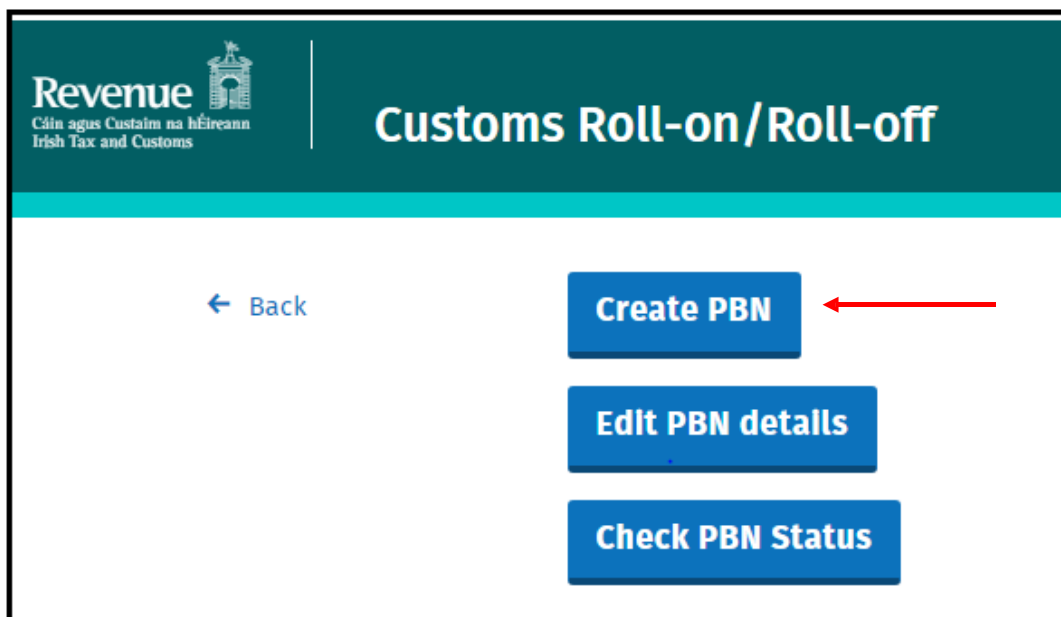 Revenue
Cáin agus Custaim na hÉireann
Irish Tax and Customs
Customs Roll-on/Roll-off
← Back
Create PBN
Edit PBN details
Check PBN Status